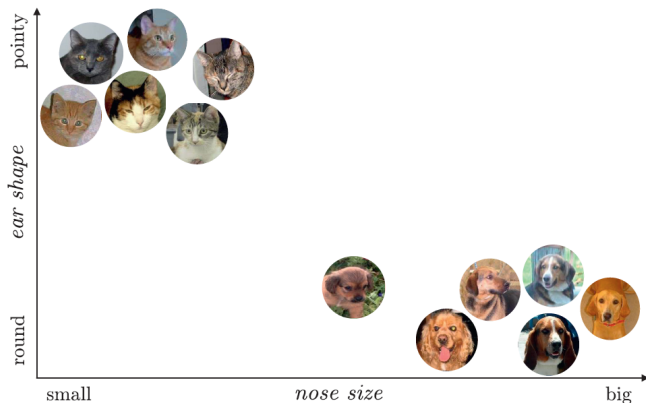 pointy
ear shape
round
small
nose size
big